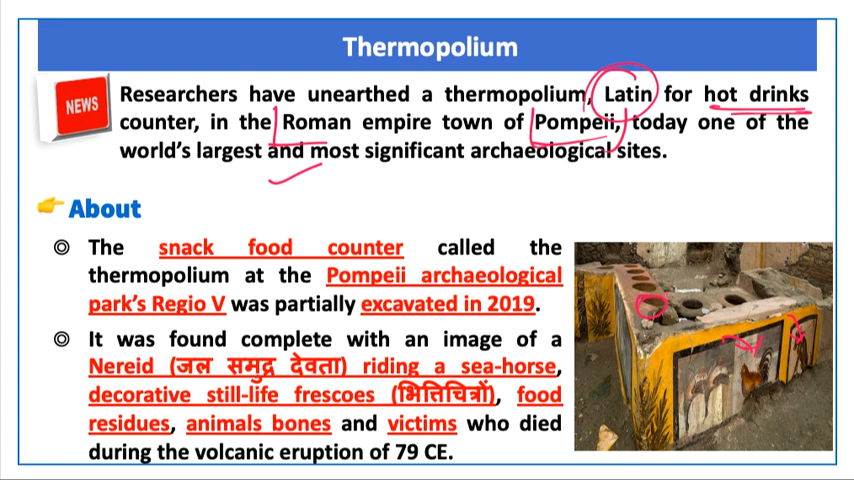 Thermopolium
NEWS
Researchers have unearthed a thermopolium, Latin for hot drinks
counter, in the Roman empire town of Pompeii, today one of the
world's largest and most significant archaeological sites.
About
◎ The snack food counter called the
thermopolium at the Pompeii archaeological
park's Regio V was partially excavated in 2019.
◎ It was found complete with an image of a
Nereid (जल समुद्र देवता) riding a sea-horse,
decorative still-life frescoes (भित्तिचित्रों), food
residues, animals bones and victims who died
during the volcanic eruption of 79 CE.